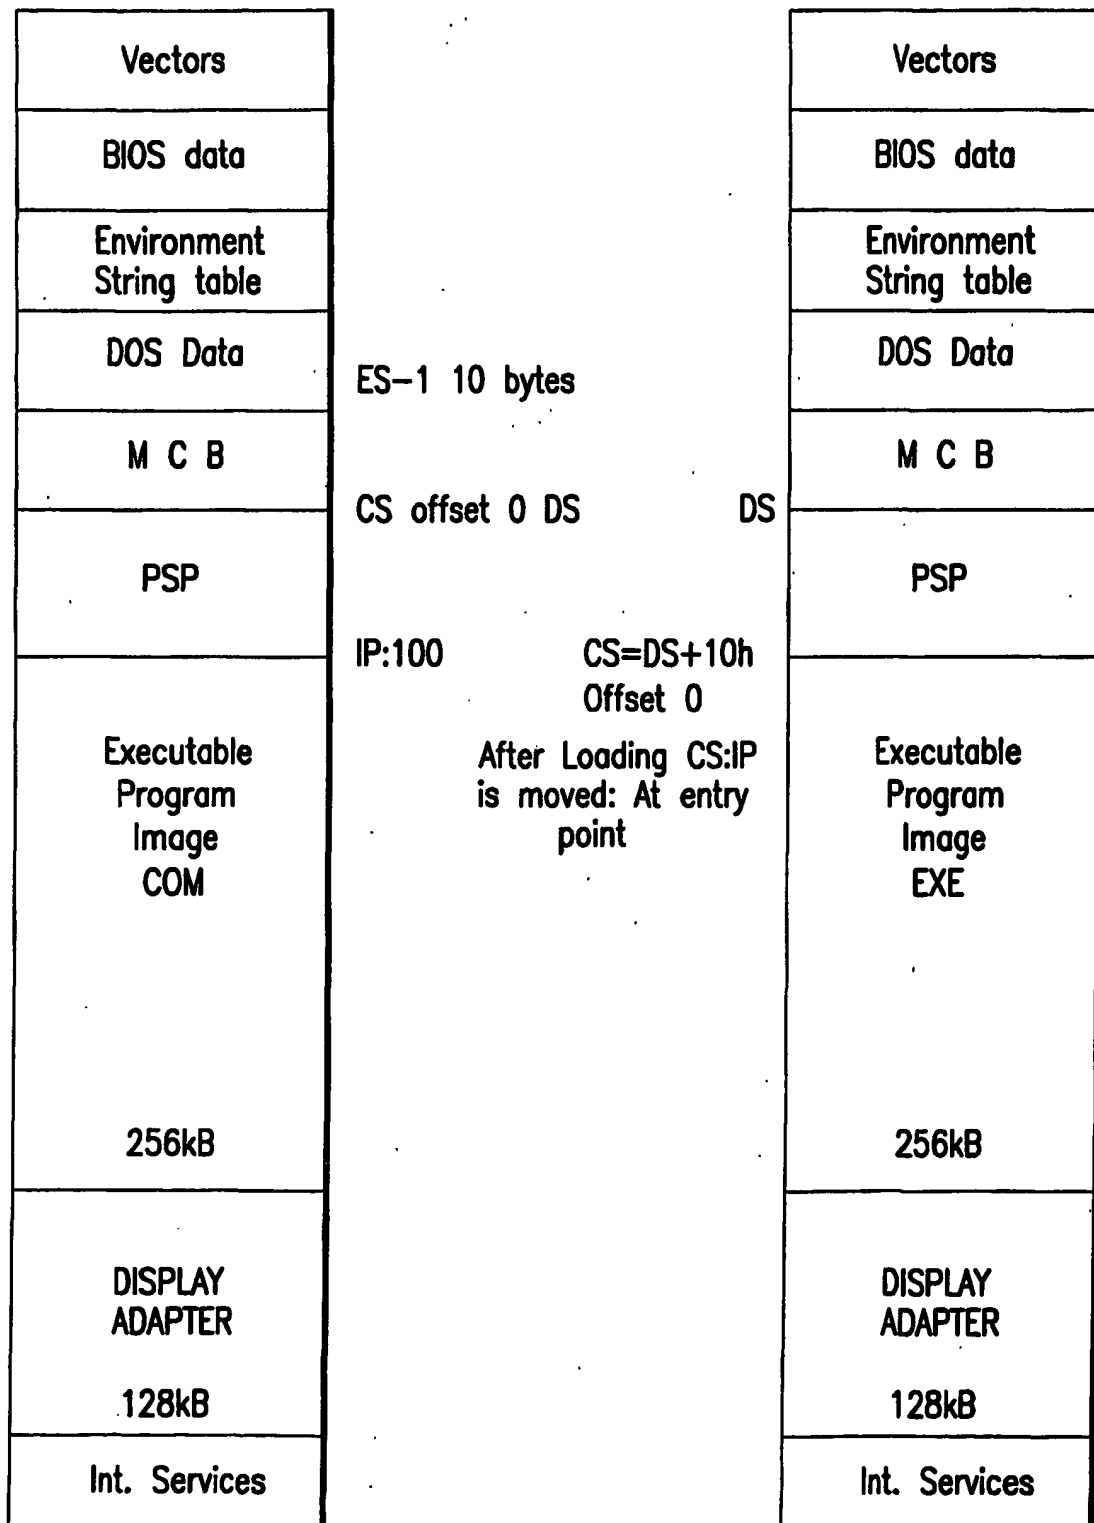 Vectors
BIOS data
Environment
String table
DOS Data
M C B
PSP
Executable
Program
Image
COM
256kB
DISPLAY
ADAPTER
128kB
Int. Services
ES-1 10 bytes
CS offset 0 DS
DS
IP:100
CS=DS+10h
Offset 0
After Loading CS:IP
is moved: At entry
point
Vectors
BIOS data
Environment
String table
DOS Data
M C B
PSP
Executable
Program
Image
EXE
256kB
DISPLAY
ADAPTER
128kB
Int. Services